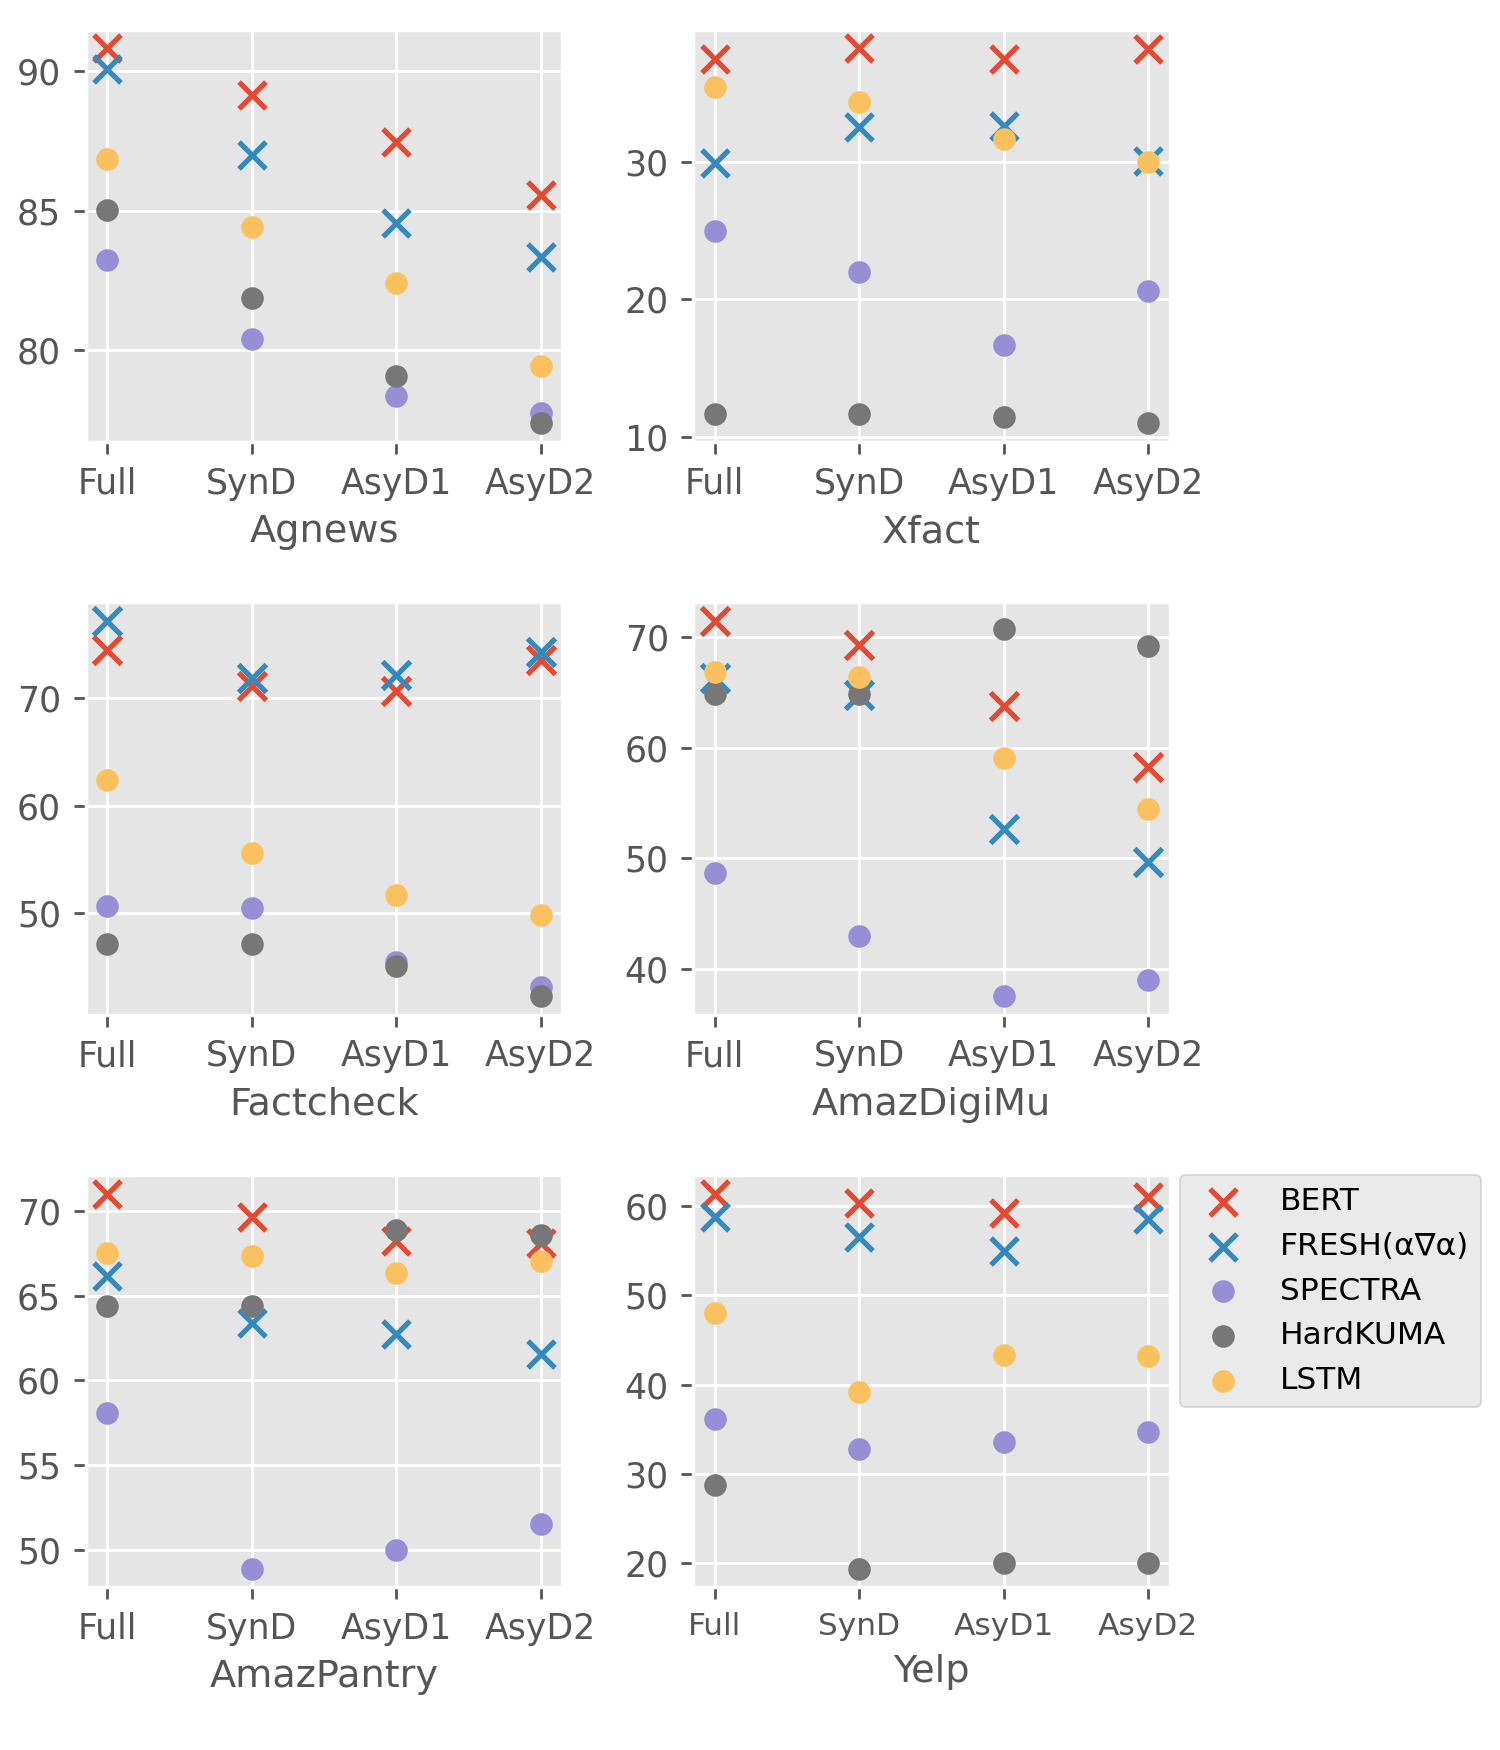 90
85
80
Full SynD AsyD1 AsyD2
Agnews
30
20
10
Full SynD AsyD1 AsyD2
Xfact
70
60
50
Full SynD AsyD1 AsyD2
Factcheck
70
60
50
40
Full SynD AsyD1 AsyD2
AmazDigiMu
70
65
60
55
50
Full SynD AsyD1 AsyD2
AmazPantry
60
50
40
30
20
Full SynD AsyD1 AsyD2
Yelp
BERT
FRESH(α∇α)
SPECTRA
HardKUMA
LSTM